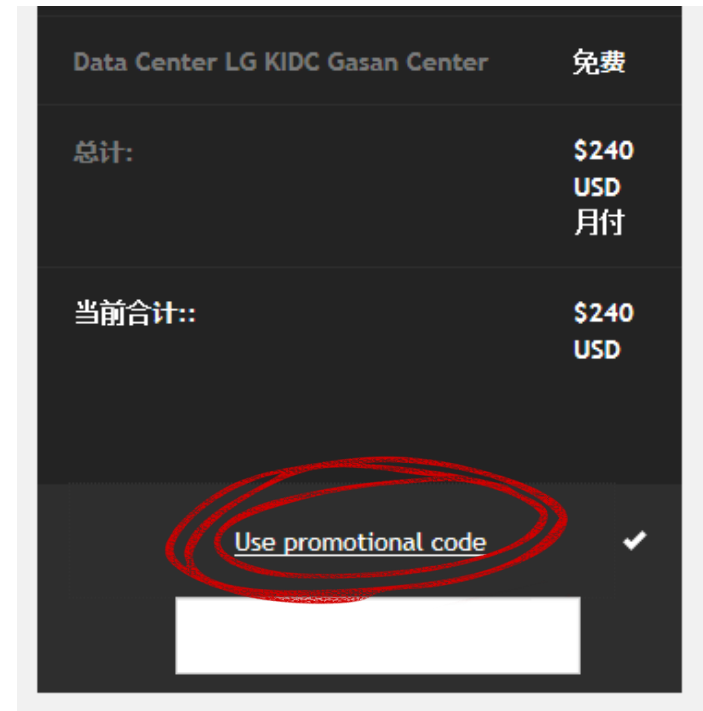 Data Center LG KIDC Gasan Center 免费
总计: $240
USD
月付
当前合计:: $240
USD
Use promotional code